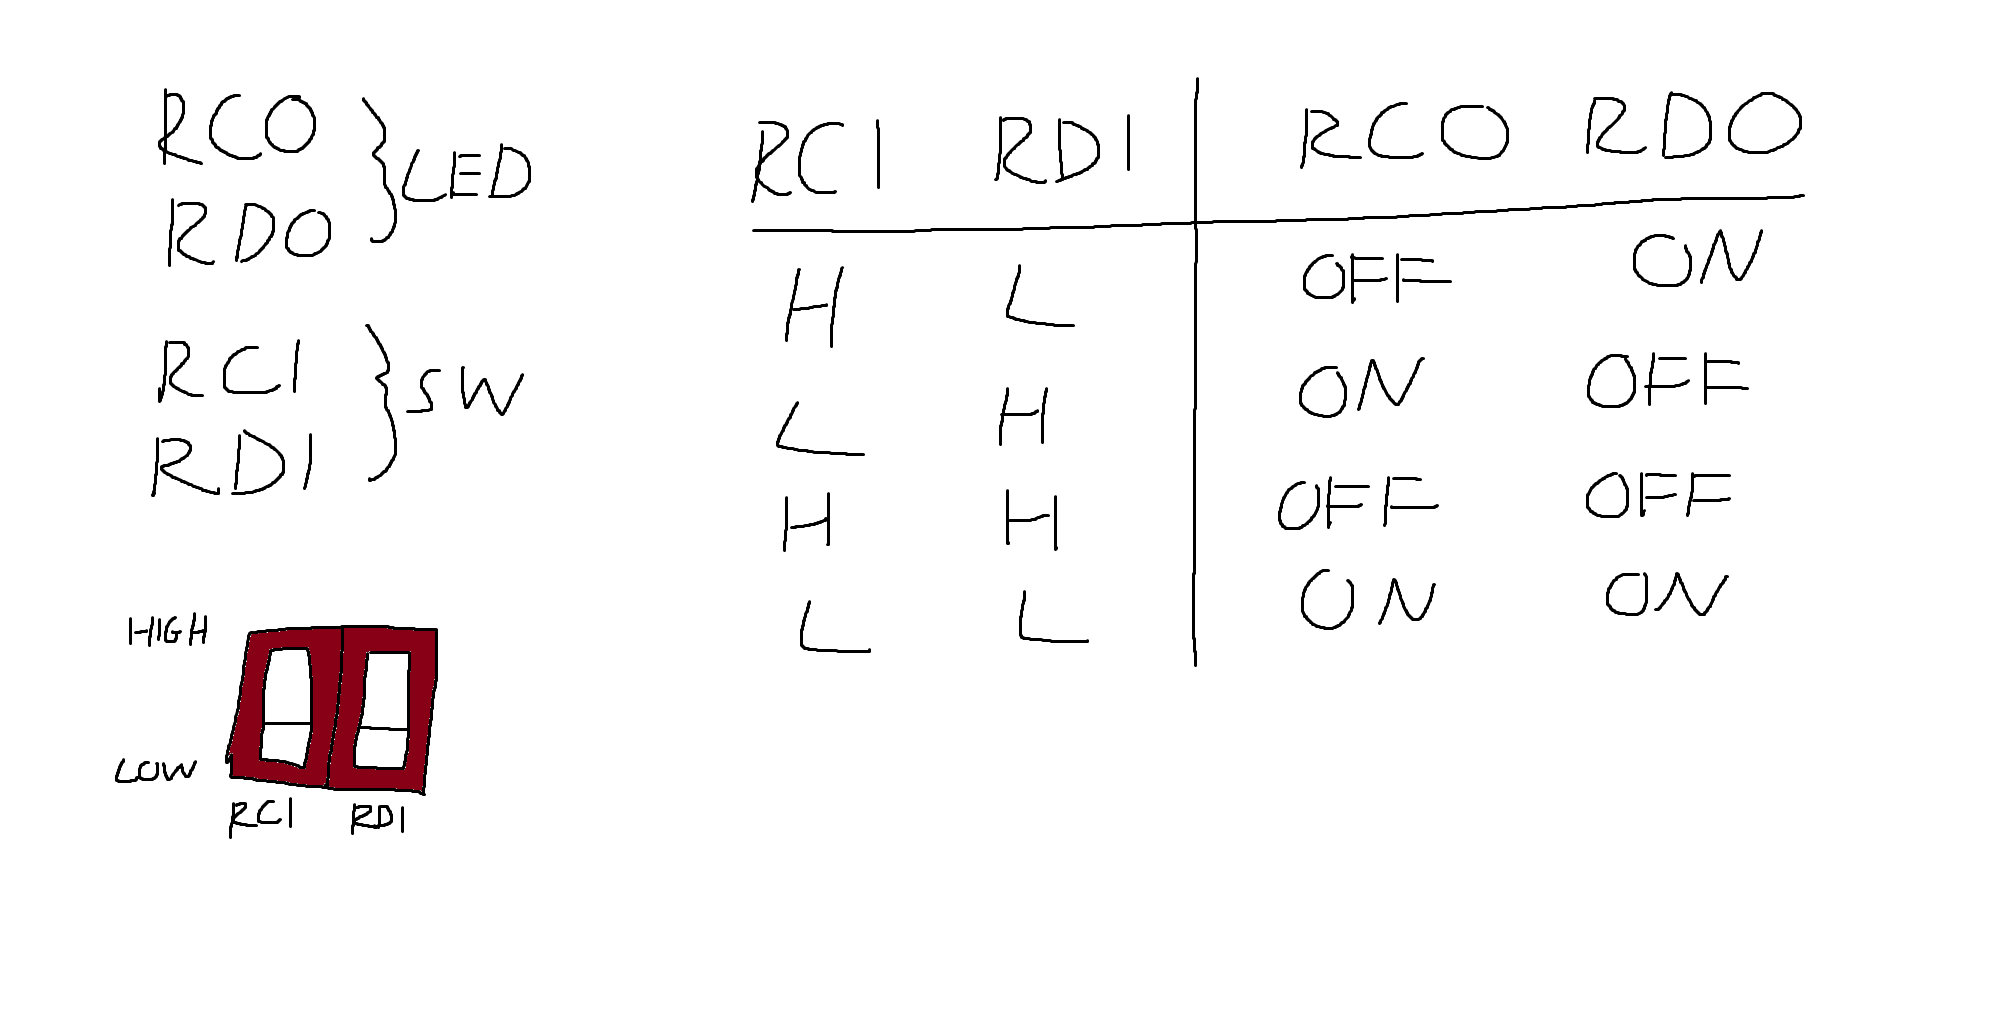 RCO
RDO
} LED
RCI
RDI
} SW
RCI RDI RCO RDO
H L OFF ON
L H ON OFF
H H OFF OFF
L L ON ON
HIGH
LOW
RCI RDI